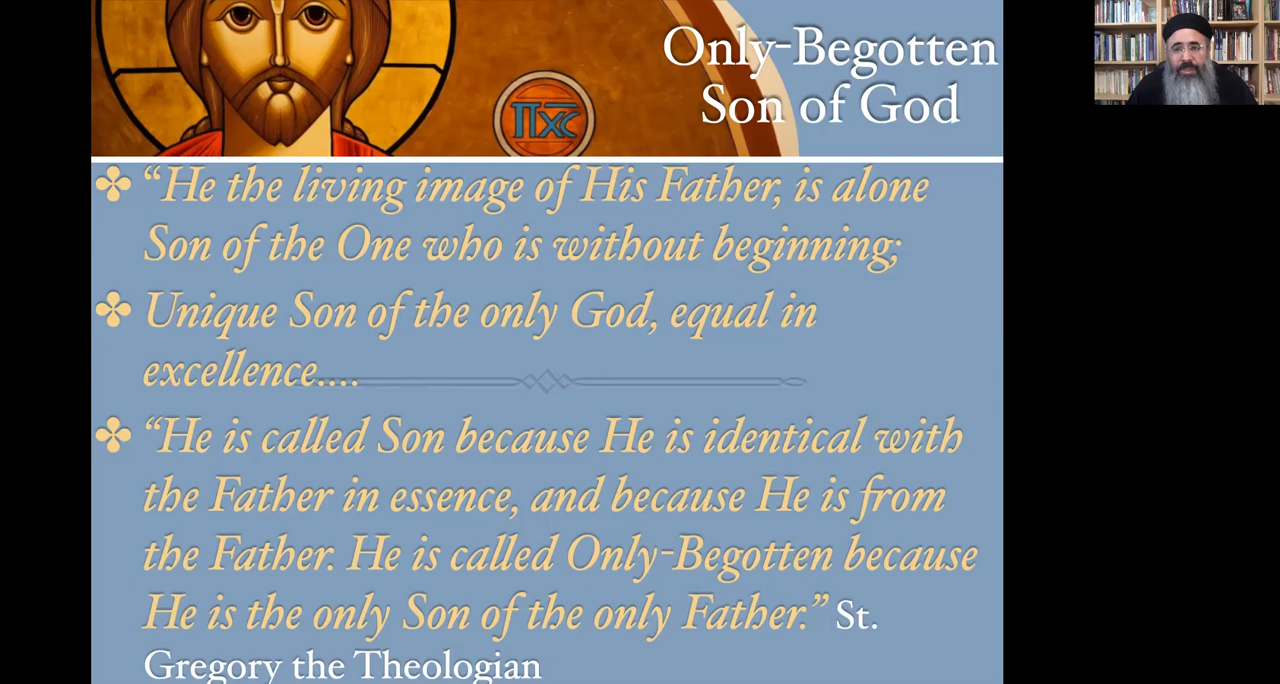 Only-Begotten
Son of God
Ⲡⲭ̅ⲥ
“He the living image of His Father, is alone
Son of the One who is without beginning;
Unique Son of the only God, equal in
excellence....
“He is called Son because He is identical with
the Father in essence, and because He is from
the Father. He is called Only-Begotten because
He is the only Son of the only Father.” St.
Gregory the Theologian